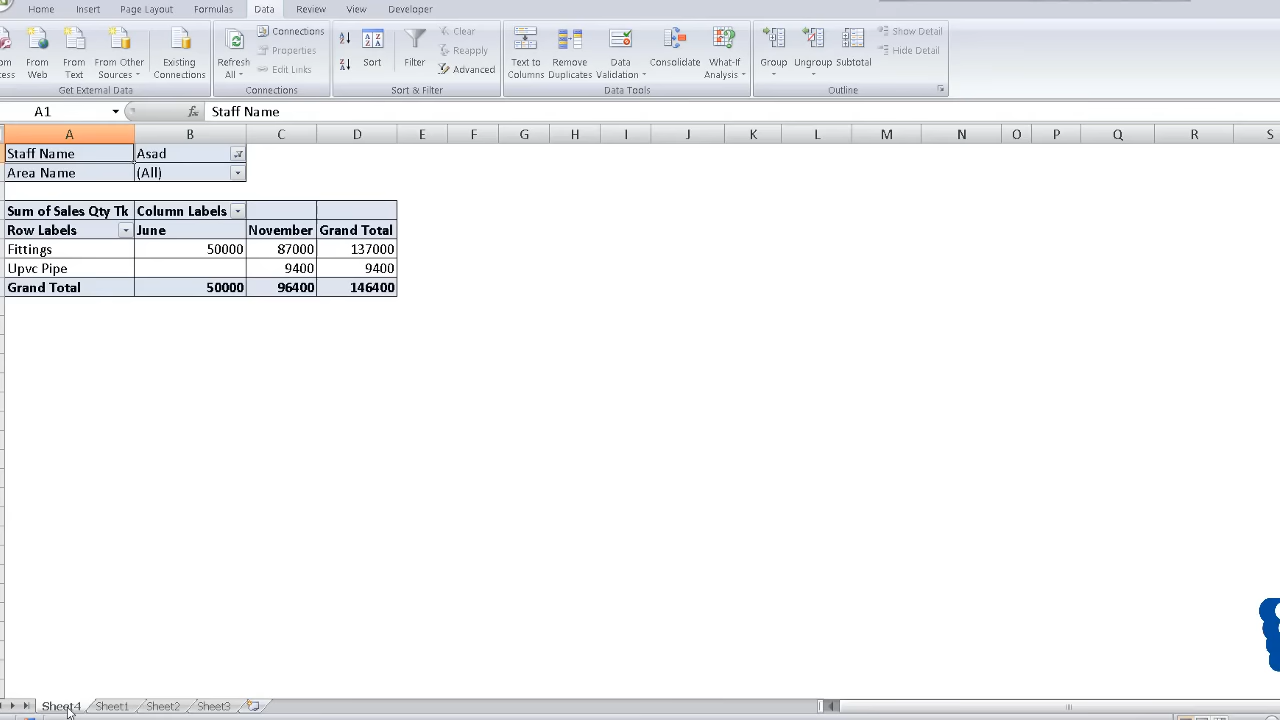 Home Insert Page Layout Formulas Data Review View Developer
Connections Clear Show Detail
Properties Reapply Hide Detail
From Web From Text From Other Sources Existing Connections Refresh All Edit Links Sort Filter Advanced Text to Columns Remove Duplicates Data Validation Consolidate What-If Analysis Group Ungroup Subtotal
Get External Data Connections Sort & Filter Data Tools Outline
A1 fx Staff Name
A B C D E F G H I J K L M N O P Q R S
Staff Name Asad
Area Name (All)
Sum of Sales Qty Tk Column Labels
Row Labels June November Grand Total
Fittings 50000 87000 137000
Upvc Pipe 9400 9400
Grand Total 50000 96400 146400
Sheet4 Sheet1 Sheet2 Sheet3